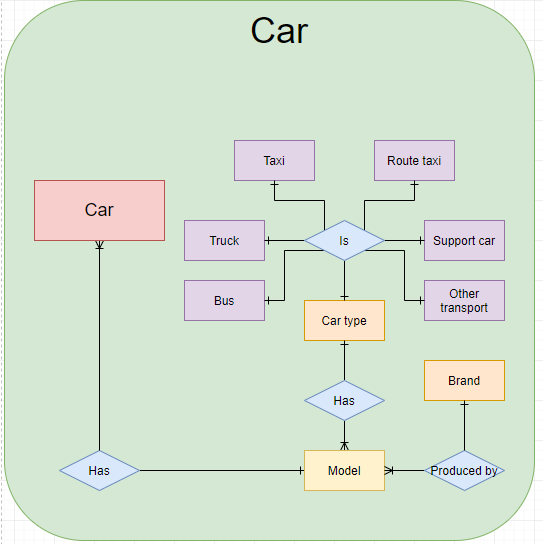 Car
Taxi
Route taxi
Car
Truck
Is
Support car
Bus
Other
transport
Car type
Brand
Has
Has
Model
Produced by